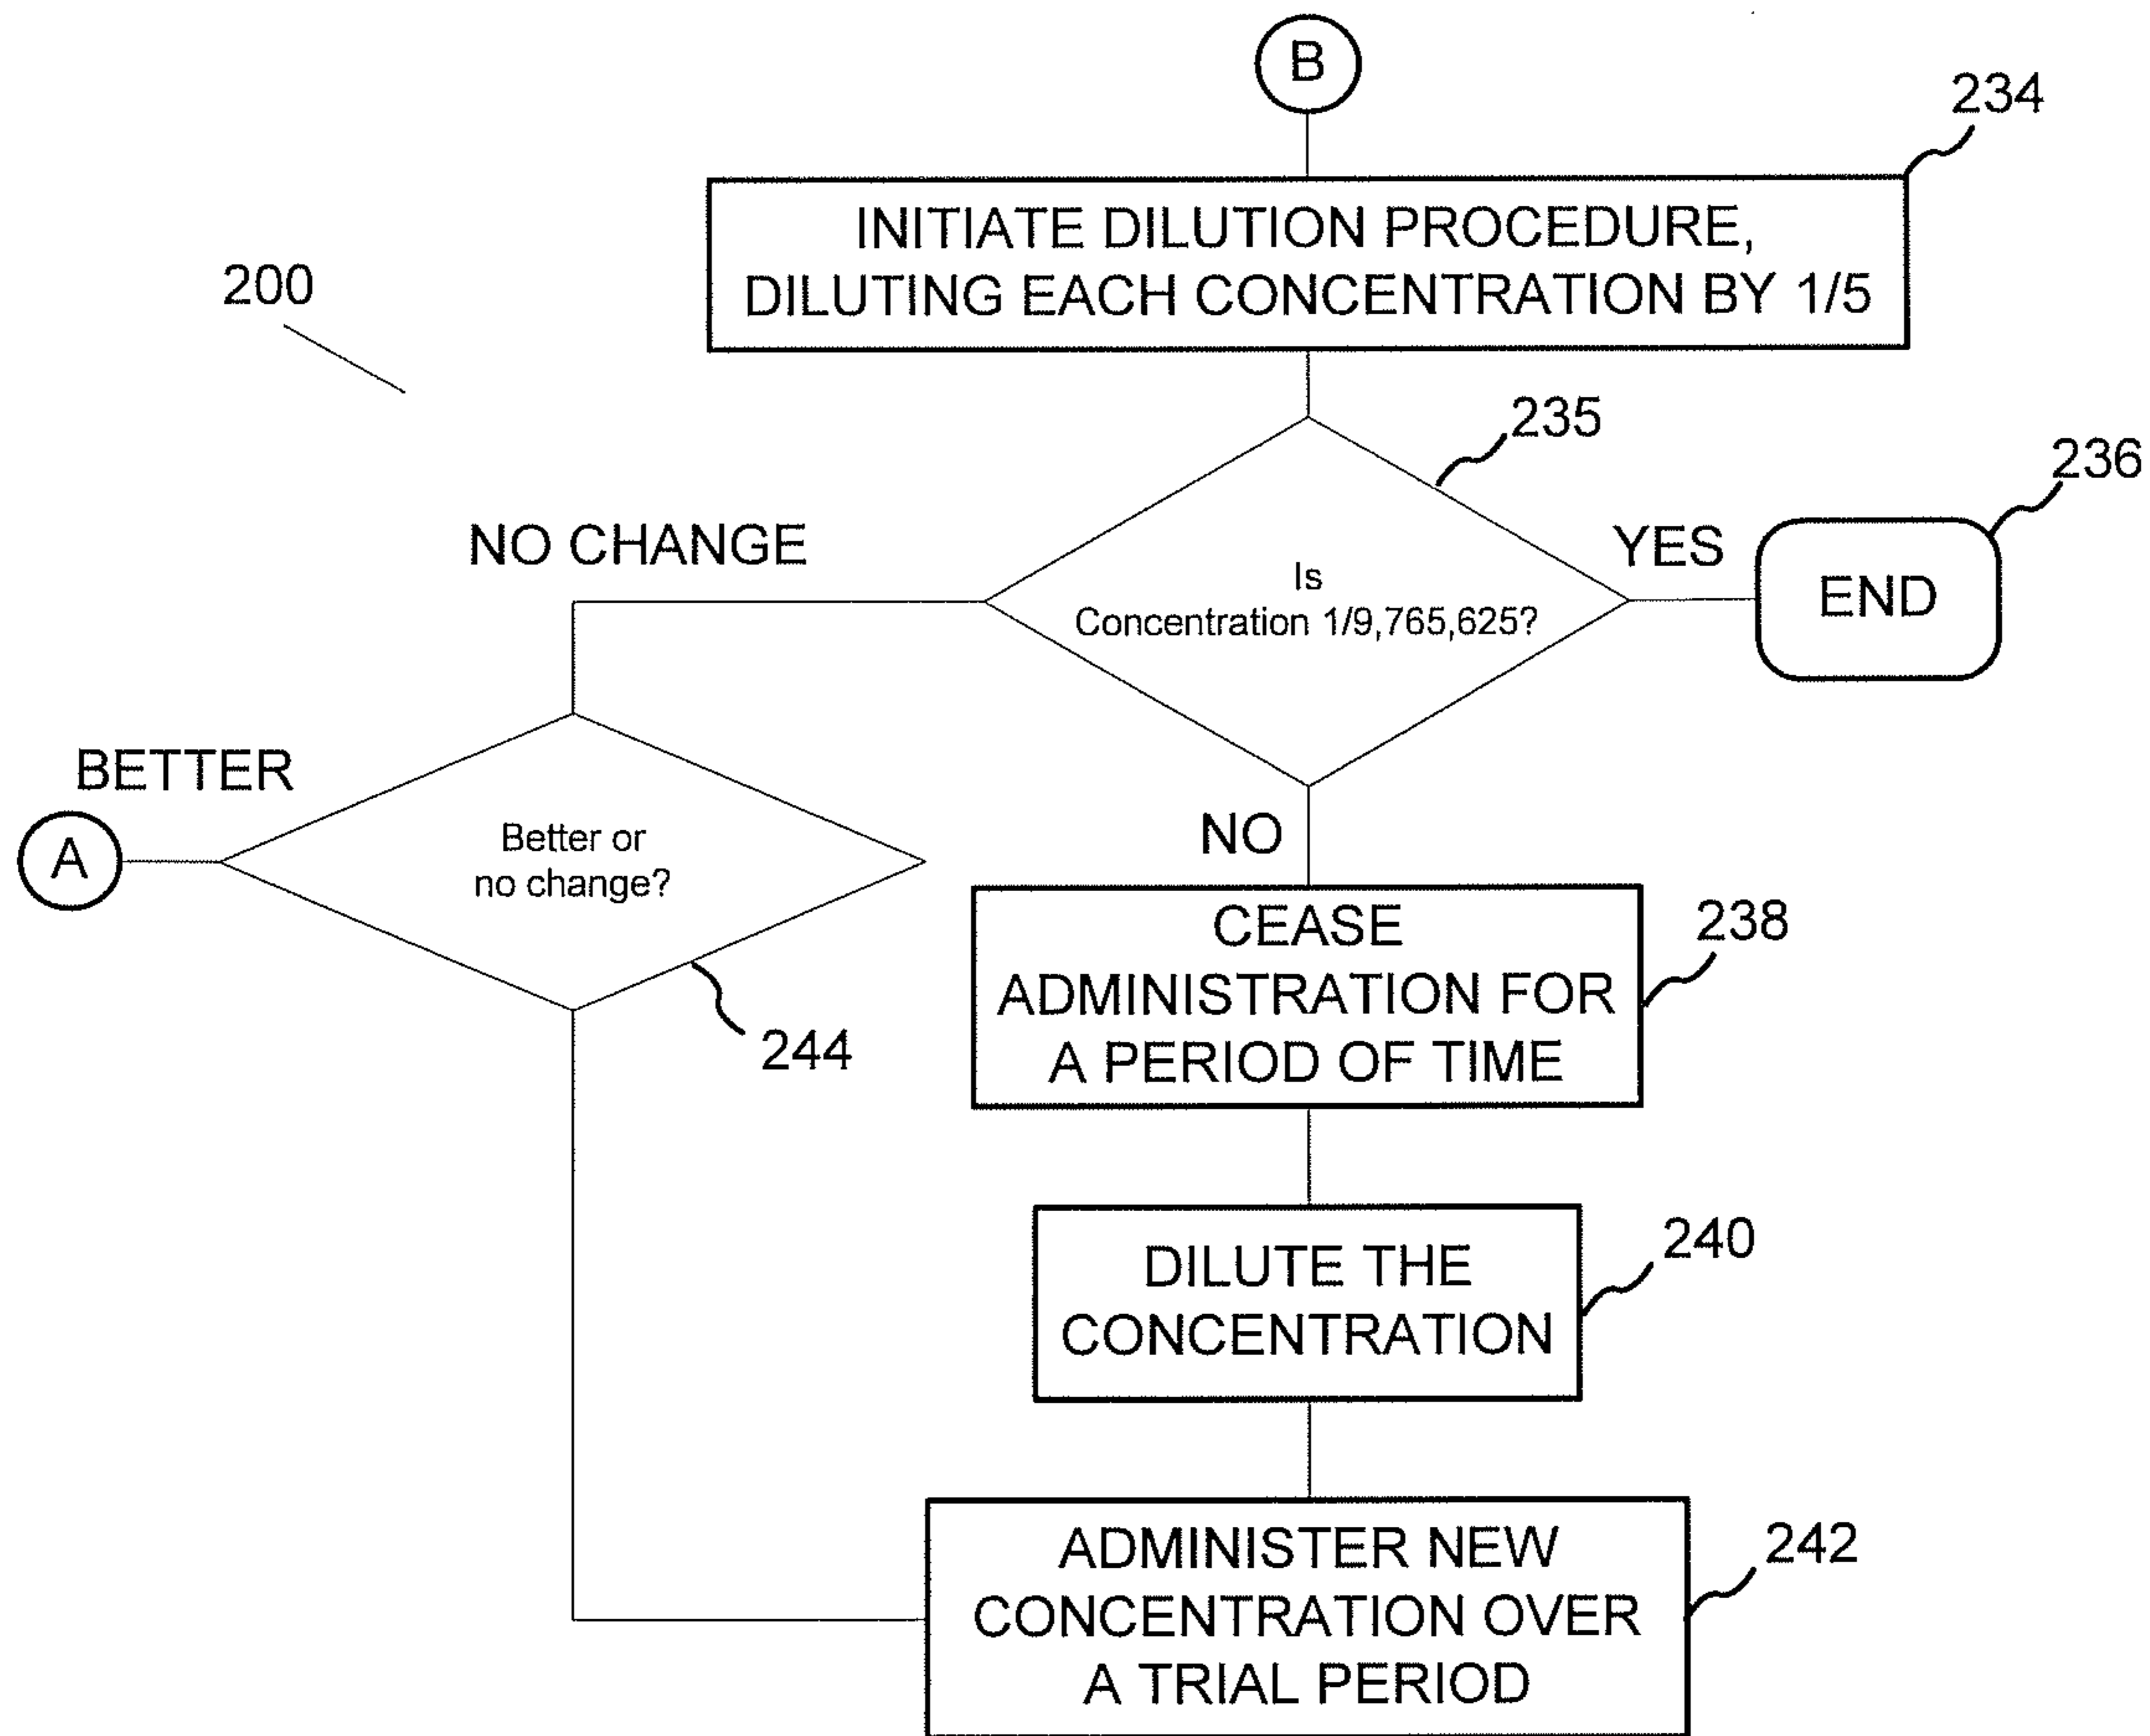 B
234
INITIATE DILUTION PROCEDURE,
DILUTING EACH CONCENTRATION BY 1/5
200
235
236
NO CHANGE
YES
Is
Concentration 1/9,765,625?
END
BETTER
A
Better or
no change?
NO
244
CEASE
ADMINISTRATION FOR
A PERIOD OF TIME
238
DILUTE THE
CONCENTRATION
240
ADMINISTER NEW
CONCENTRATION OVER
A TRIAL PERIOD
242